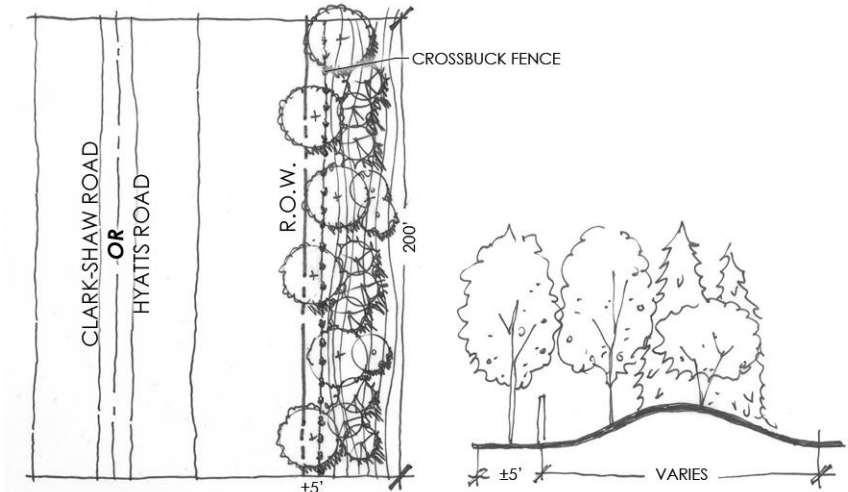 CROSSBUCK FENCE
CLARK-SHAW ROAD
OR
HYATTS ROAD
R.O.W.
200'
±5'
±5'
VARIES